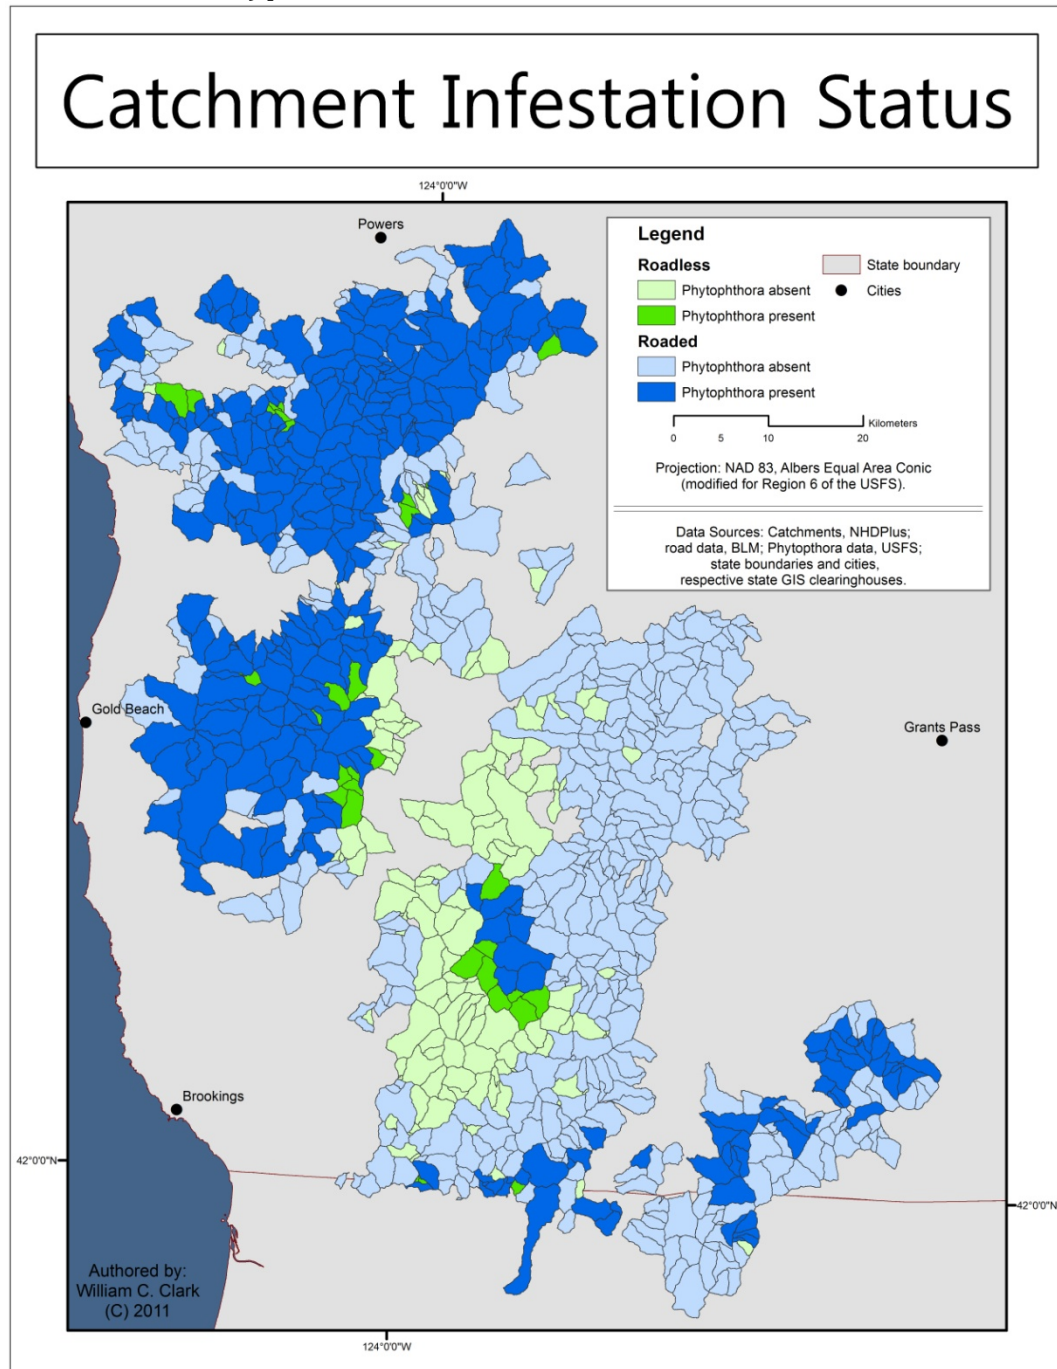 Catchment Infestation Status
124°0'0"W
Powers
Legend
Roadless
Phytophthora absent
Phytophthora present
Roaded
Phytophthora absent
Phytophthora present
State boundary
Cities
Kilometers
0 5 10 20
Projection: NAD 83, Albers Equal Area Conic
(modified for Region 6 of the USFS).
Data Sources: Catchments, NHDPlus;
road data, BLM; Phytopthora data, USFS;
state boundaries and cities,
respective state GIS clearinghouses.
Gold Beach
Grants Pass
Brookings
42°0'0"N
42°0'0"N
Authored by:
William C. Clark
(C) 2011
124°0'0"W